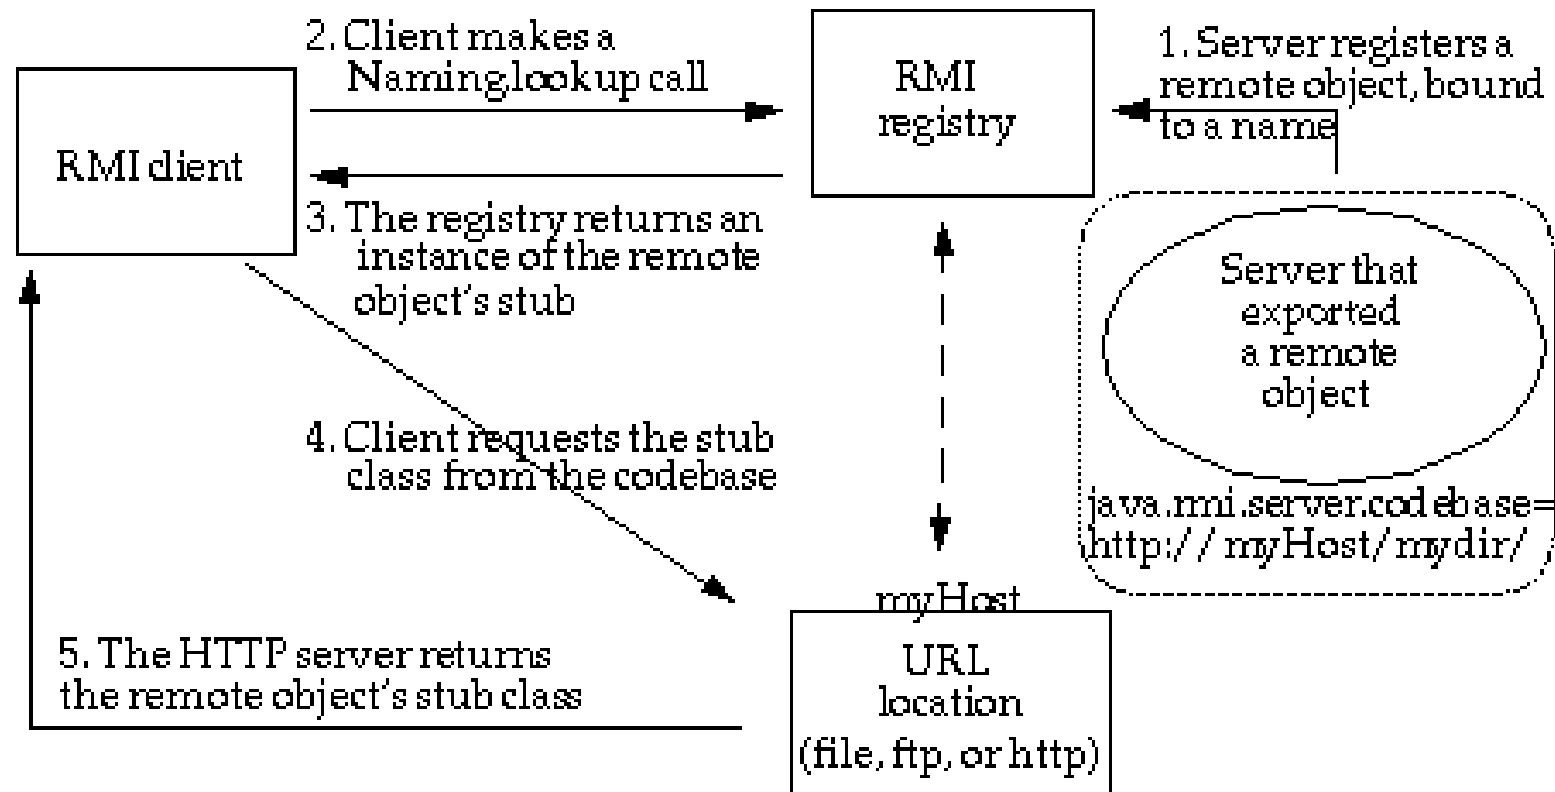 2. Client makes a
Naming.lookup call
RMI
registry
1. Server registers a
remote object, bound
to a name
RMI client
3. The registry returns an
instance of the remote
object's stub
Server that
exported
a remote
object
4. Client requests the stub
class from the codebase
java.rmi.server.codebase=
http://myHost/mydir/
myHost
URL
location
(file, ftp, or http)
5. The HTTP server returns
the remote object's stub class